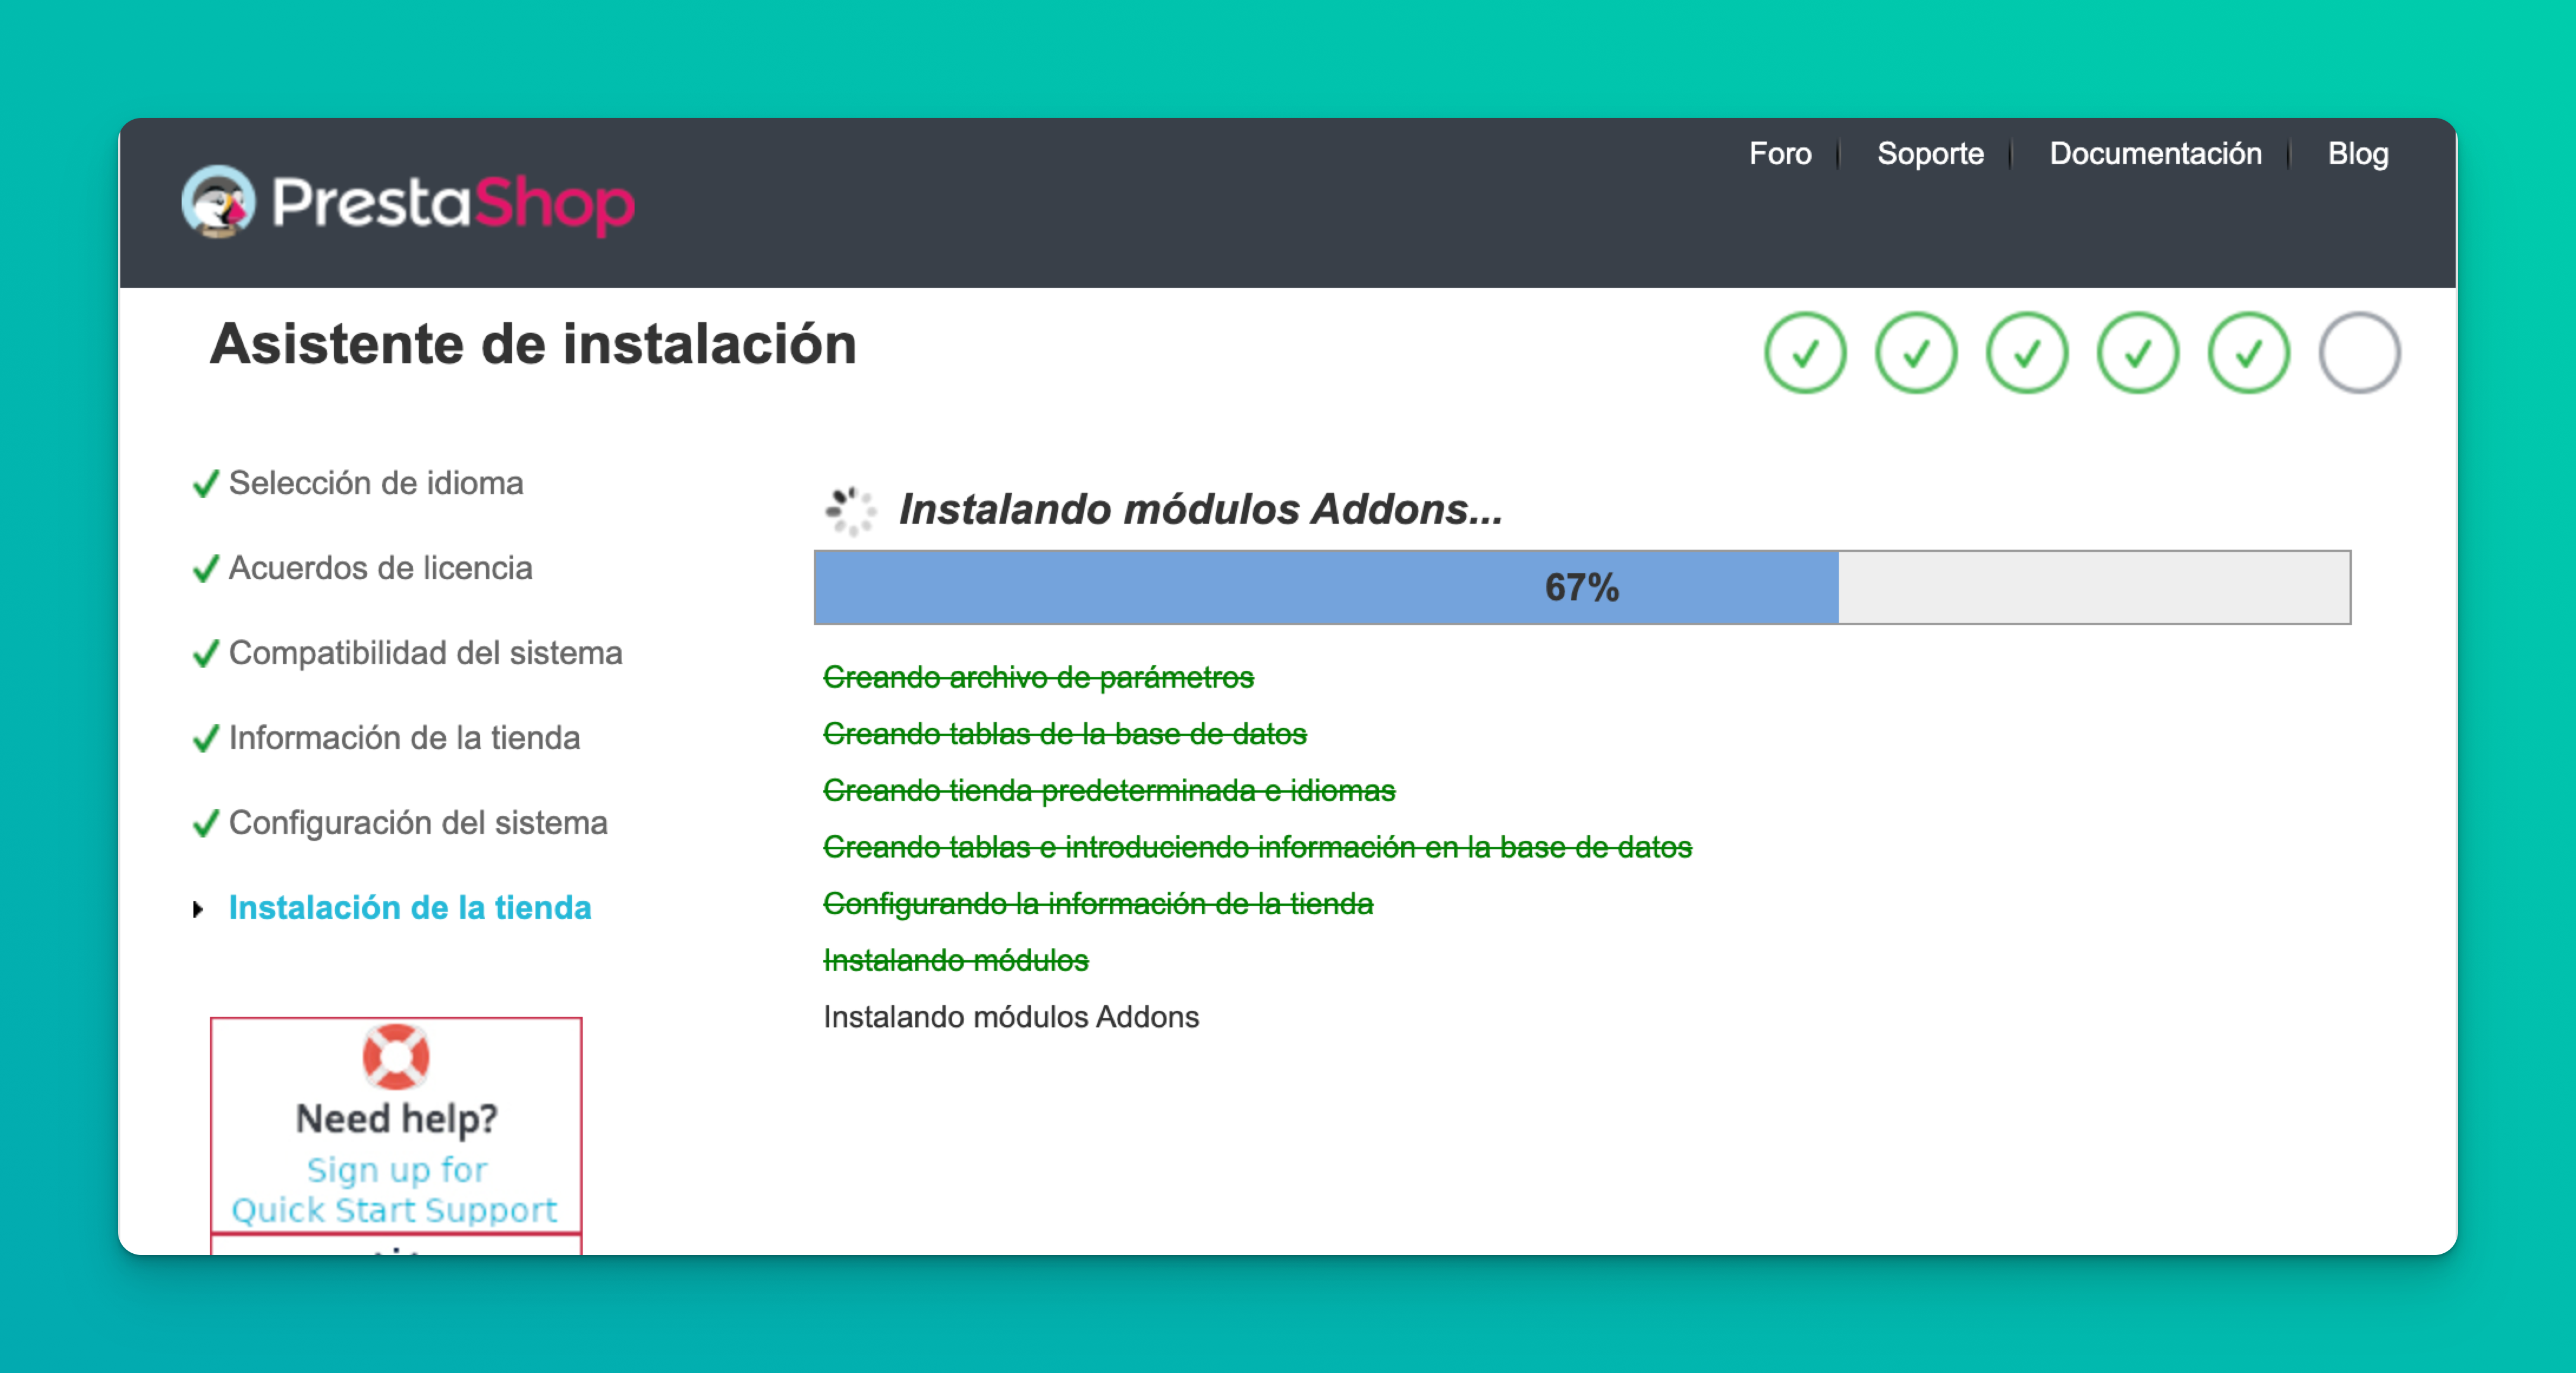 PrestaShop
Foro
Soporte
Documentación
Blog
Asistente de instalación
Selección de idioma
Acuerdos de licencia
Compatibilidad del sistema
Información de la tienda
Configuración del sistema
Instalación de la tienda
Need help?
Sign up for
Quick Start Support
Instalando módulos Addons...
67%
Creando archivo de parámetros
Creando tablas de la base de datos
Creando tienda predeterminada e idiomas
Creando tablas e introduciendo información en la base de datos
Configurando la información de la tienda
Instalando módulos
Instalando módulos Addons